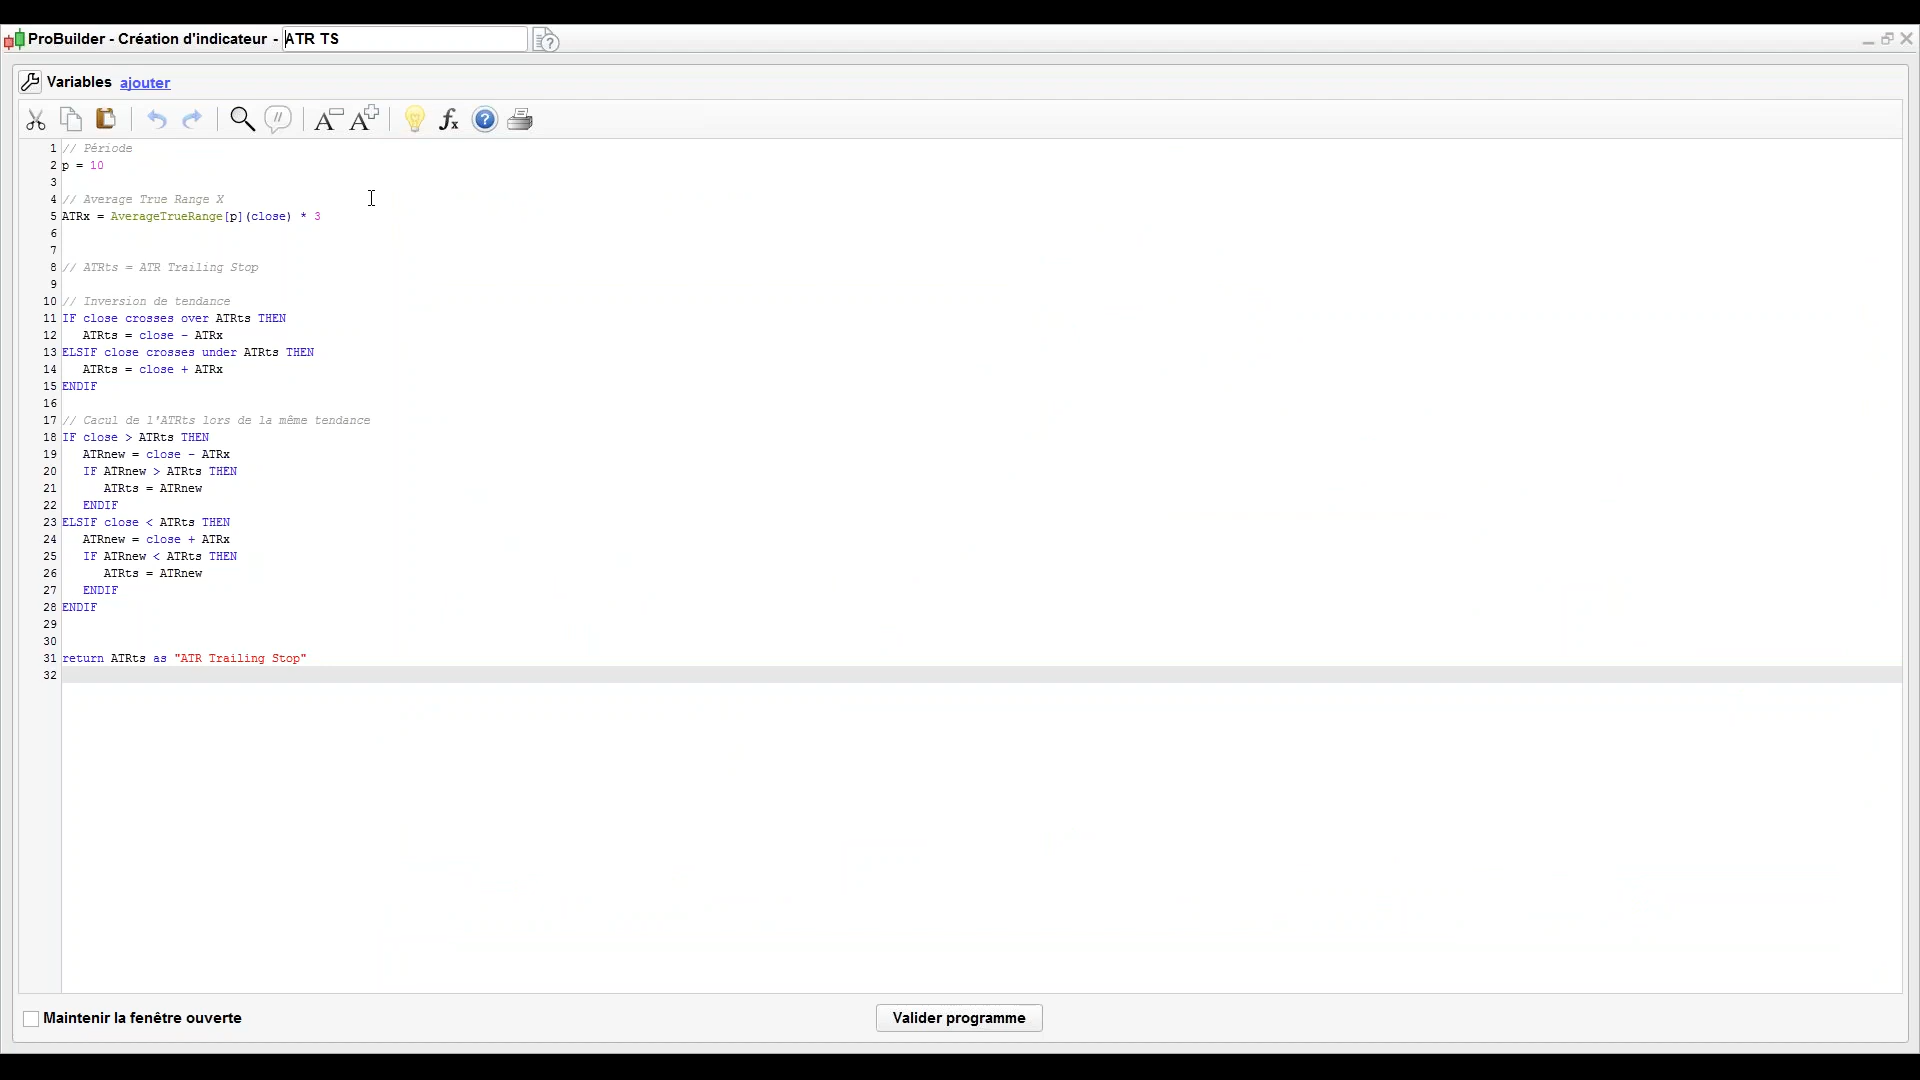 ProBuilder - Création d'indicateur - ATR TS
Variables ajouter
1 // Période
2 p = 10
3
4 // Average True Range X
5 ATRx = AverageTrueRange[p](close) * 3
6
7
8 // ATRts = ATR Trailing Stop
9
10 // Inversion de tendance
11 IF close crosses over ATRts THEN
12 ATRts = close - ATRx
13 ELSIF close crosses under ATRts THEN
14 ATRts = close + ATRx
15 ENDIF
16
17 // Cacul de l'ATRts lors de la même tendance
18 IF close > ATRts THEN
19 ATRnew = close - ATRx
20 IF ATRnew > ATRts THEN
21 ATRts = ATRnew
22 ENDIF
23 ELSIF close < ATRts THEN
24 ATRnew = close + ATRx
25 IF ATRnew < ATRts THEN
26 ATRts = ATRnew
27 ENDIF
28 ENDIF
29
30
31 return ATRts as "ATR Trailing Stop"
32
Maintenir la fenêtre ouverte
Valider programme